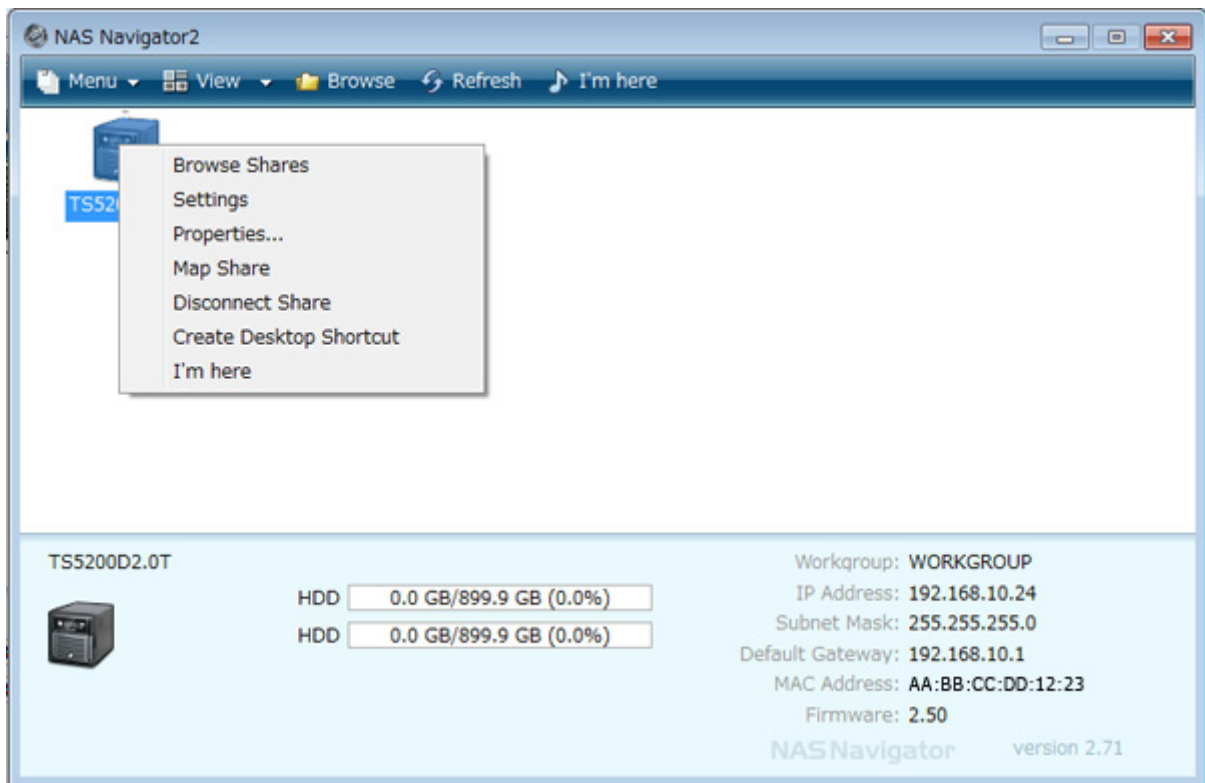 NAS Navigator2
Menu View Browse Refresh I'm here
Browse Shares
TS52
Settings
Properties...
Map Share
Disconnect Share
Create Desktop Shortcut
I'm here
TS5200D2.0T
HDD 0.0 GB/899.9 GB (0.0%)
HDD 0.0 GB/899.9 GB (0.0%)
Workgroup: WORKGROUP
IP Address: 192.168.10.24
Subnet Mask: 255.255.255.0
Default Gateway: 192.168.10.1
MAC Address: AA:BB:CC:DD:12:23
Firmware: 2.50
NASNavigator version 2.71